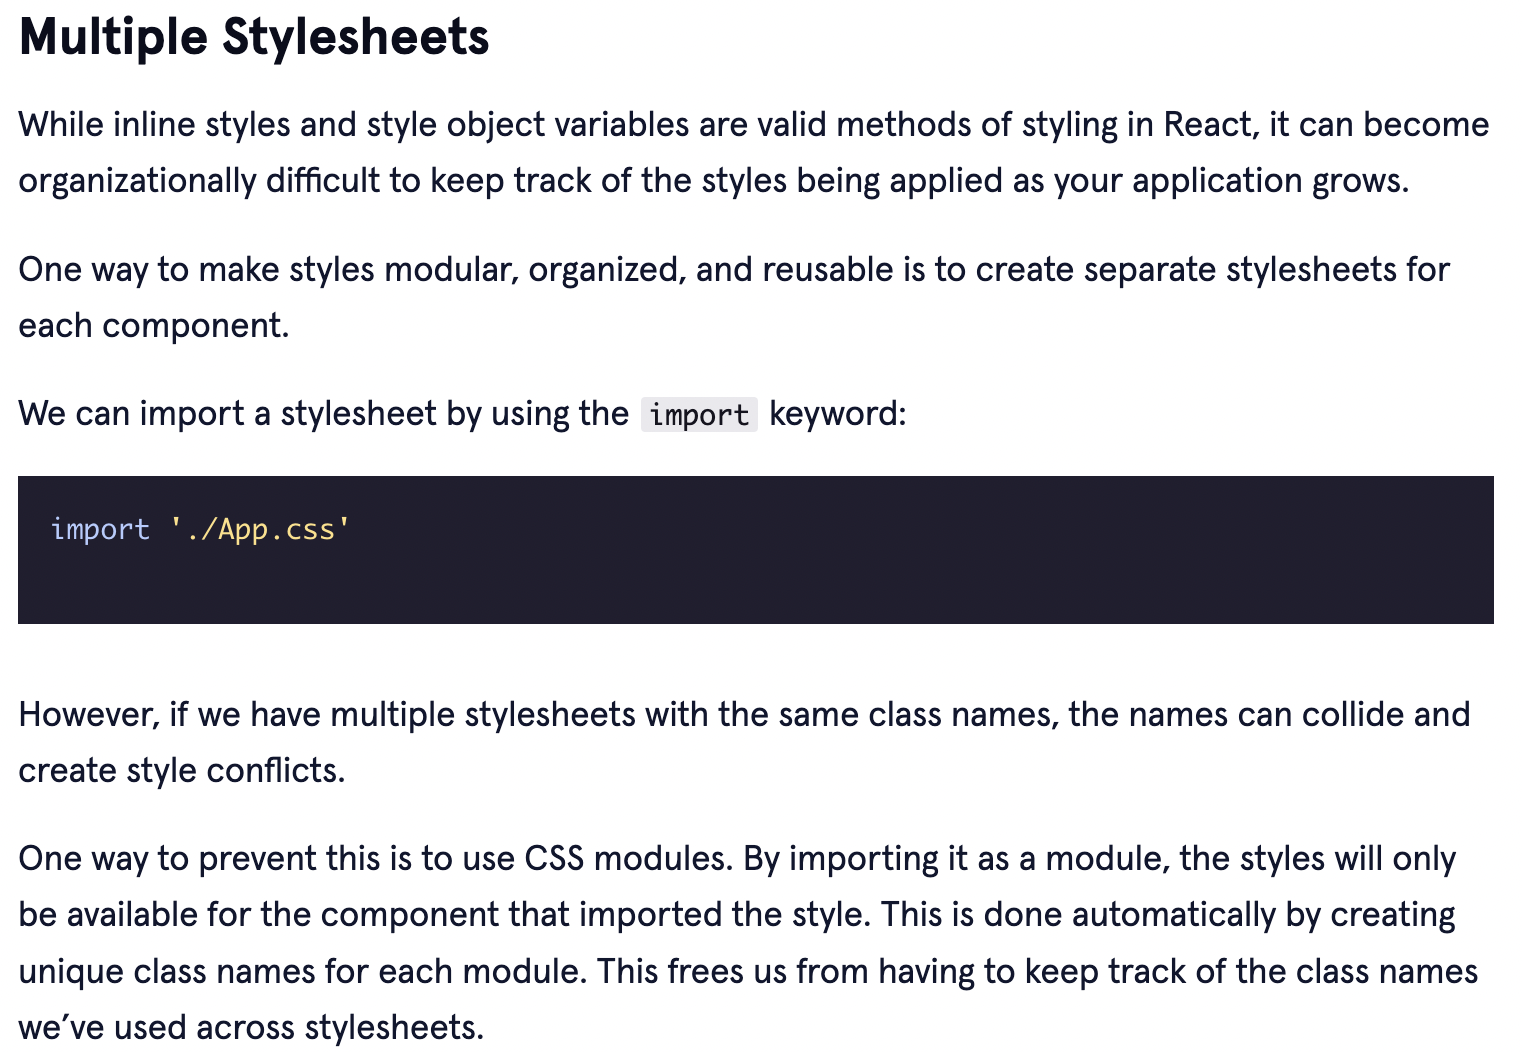 Multiple Stylesheets
While inline styles and style object variables are valid methods of styling in React, it can become
organizationally difficult to keep track of the styles being applied as your application grows.
One way to make styles modular, organized, and reusable is to create separate stylesheets for
each component.
We can import a stylesheet by using the import keyword:
import './App.css'
However, if we have multiple stylesheets with the same class names, the names can collide and
create style conflicts.
One way to prevent this is to use CSS modules. By importing it as a module, the styles will only
be available for the component that imported the style. This is done automatically by creating
unique class names for each module. This frees us from having to keep track of the class names
we’ve used across stylesheets.